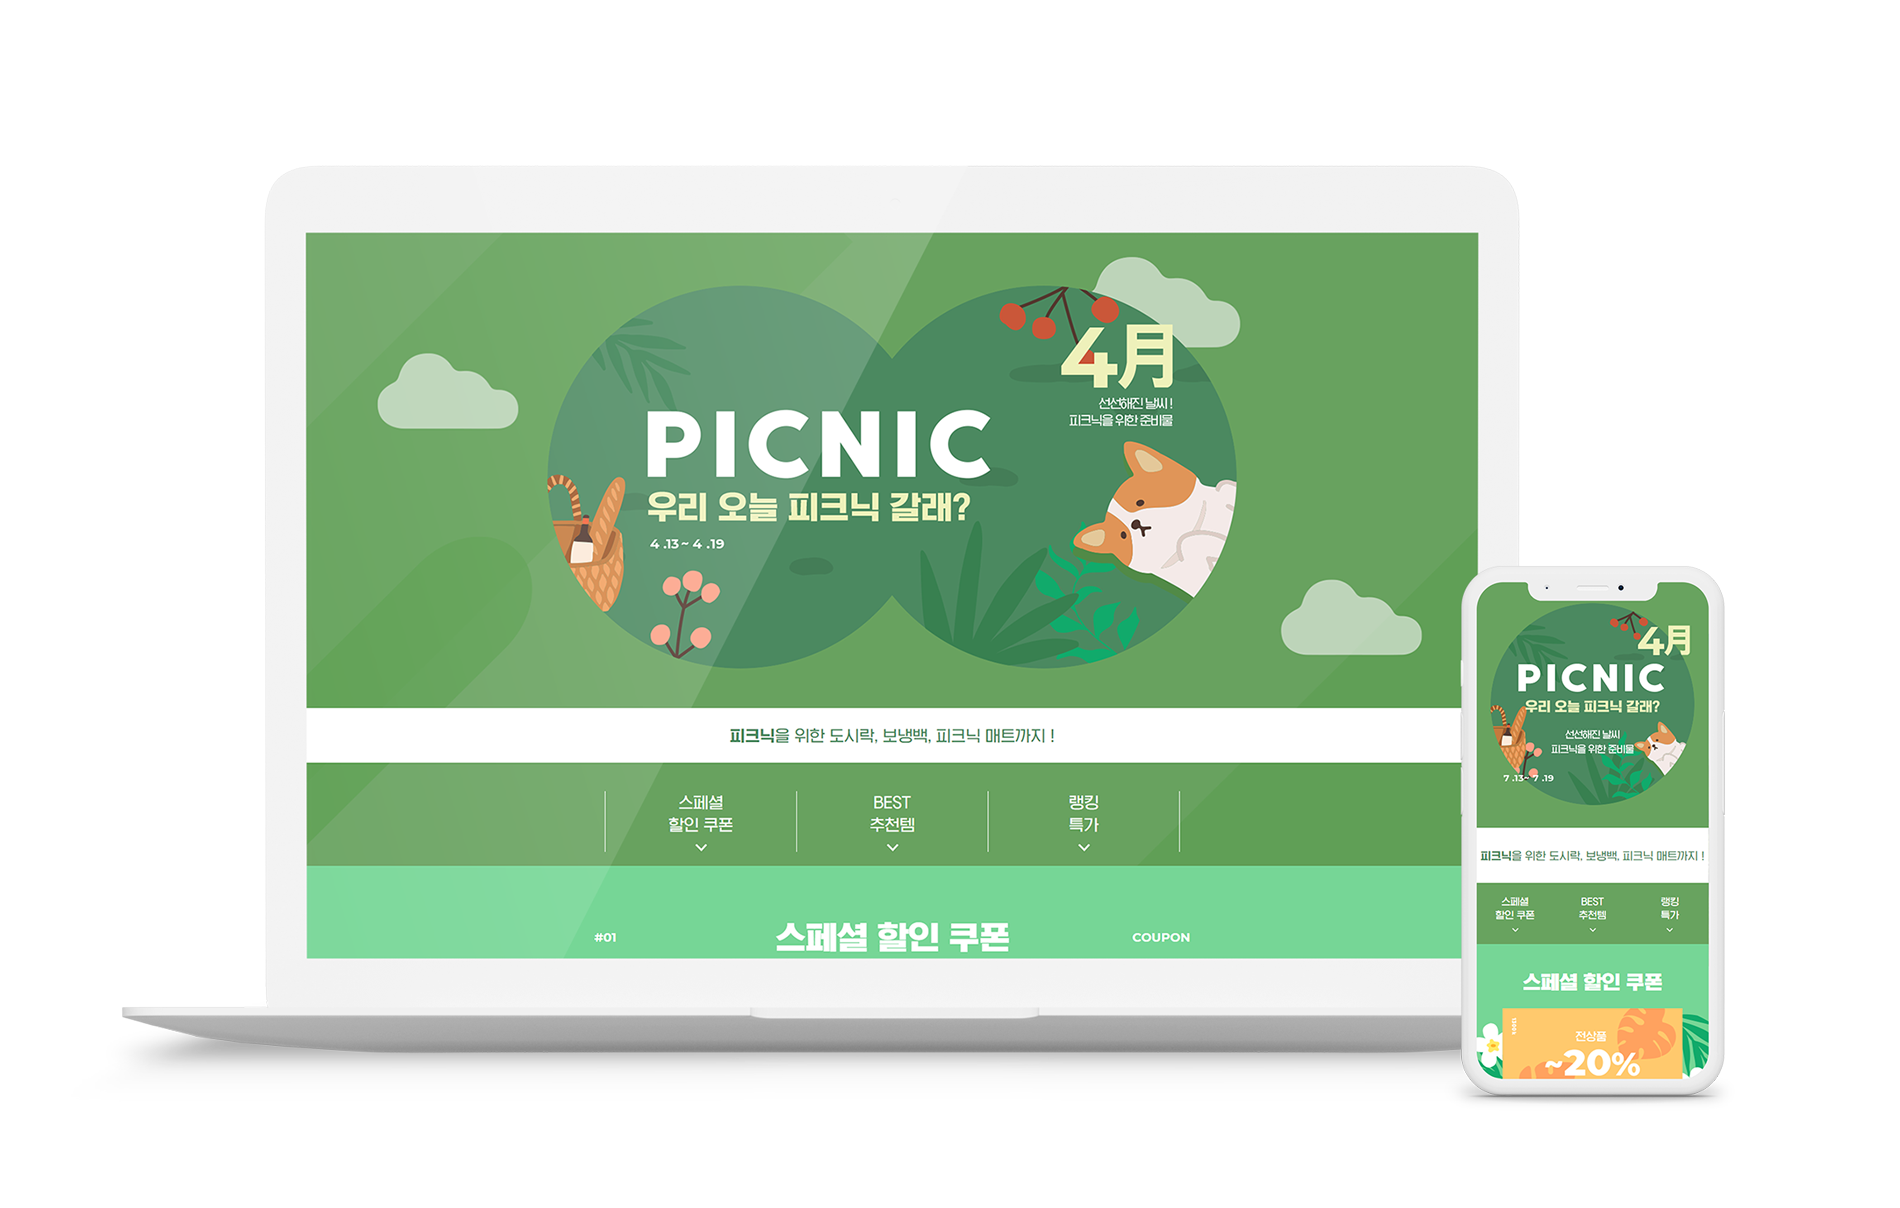 4月
선선해진 날씨 !
피크닉을 위한 준비물
PICNIC
우리 오늘 피크닉 갈래?
4 .13 ~ 4 .19
피크닉을 위한 도시락, 보냉백, 피크닉 매트까지 !
스페셜
할인 쿠폰
BEST
추천템
랭킹
특가
#01
스페셜 할인 쿠폰
COUPON
4月
PICNIC
우리 오늘 피크닉 갈래?
선선해진 날씨
피크닉을 위한 준비물
7 .13~ 7 .19
피크닉을 위한 도시락, 보냉백, 피크닉 매트까지 !
스페셜
할인 쿠폰
BEST
추천템
랭킹
특가
스페셜 할인 쿠폰
전상품
~20%